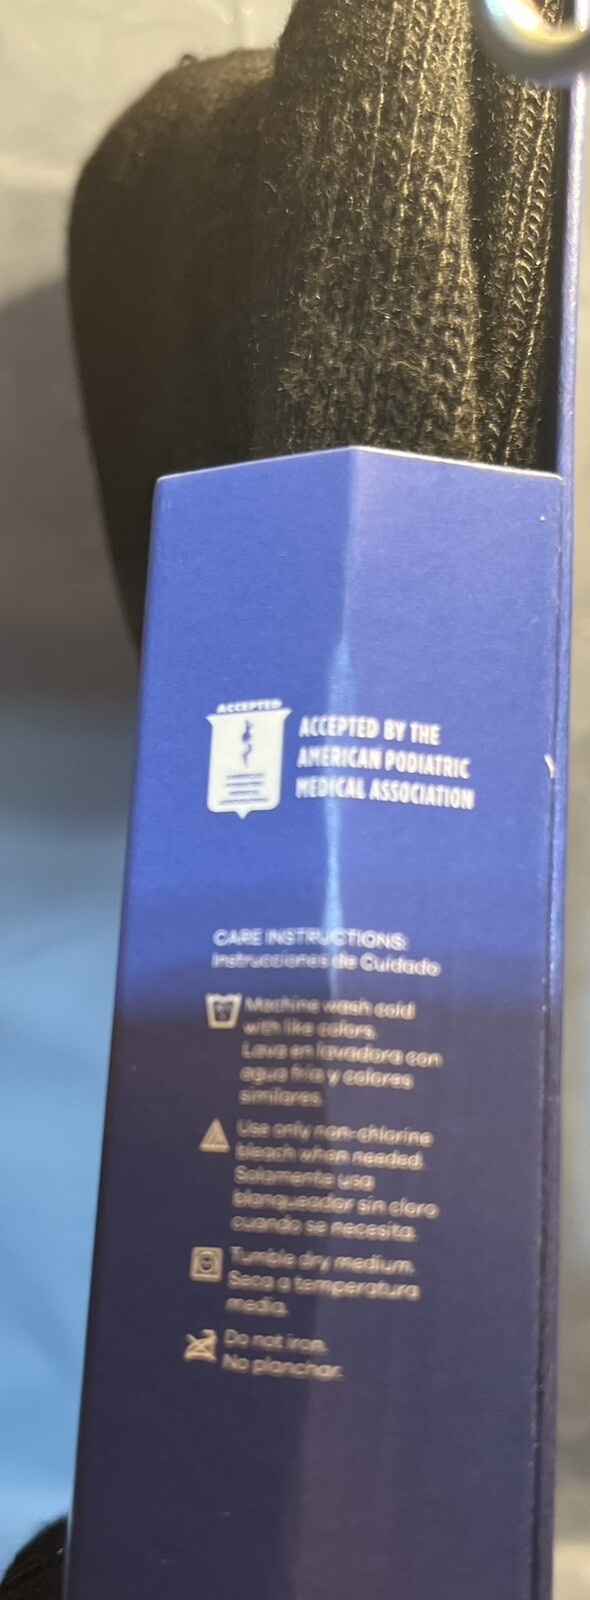 ACCEPTED
ACCEPTED BY THE
AMERICAN PODIATRIC
MEDICAL ASSOCIATION
CARE INSTRUCTIONS:
Instrucciones de Cuidado
Machine wash cold
with like colors.
Lava en lavadora con
agua fría y colores
similares.
Use only non-chlorine
bleach when needed.
Solamente usa
blanqueador sin cloro
cuando se necesita.
Tumble dry medium.
Seca a temperatura
media.
Do not iron.
No planchar.